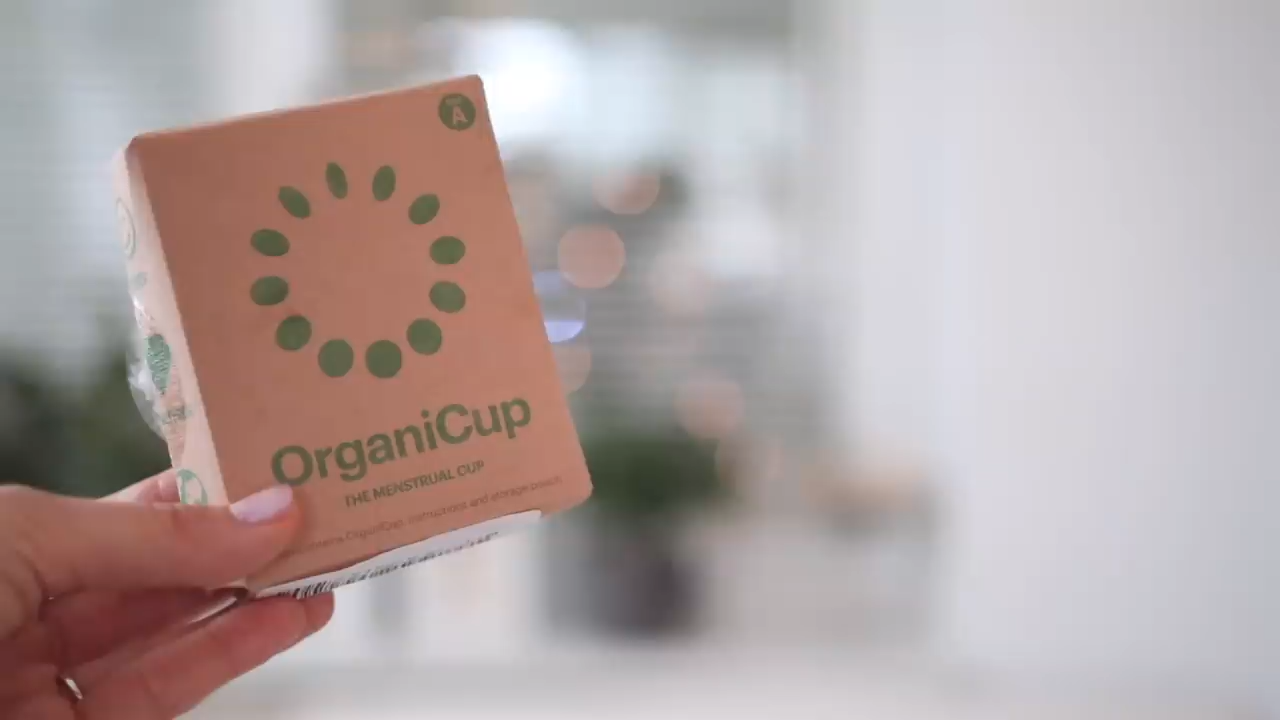 A
OrganiCup
THE MENSTRUAL CUP
OrganiCup, instructions and storage pouch